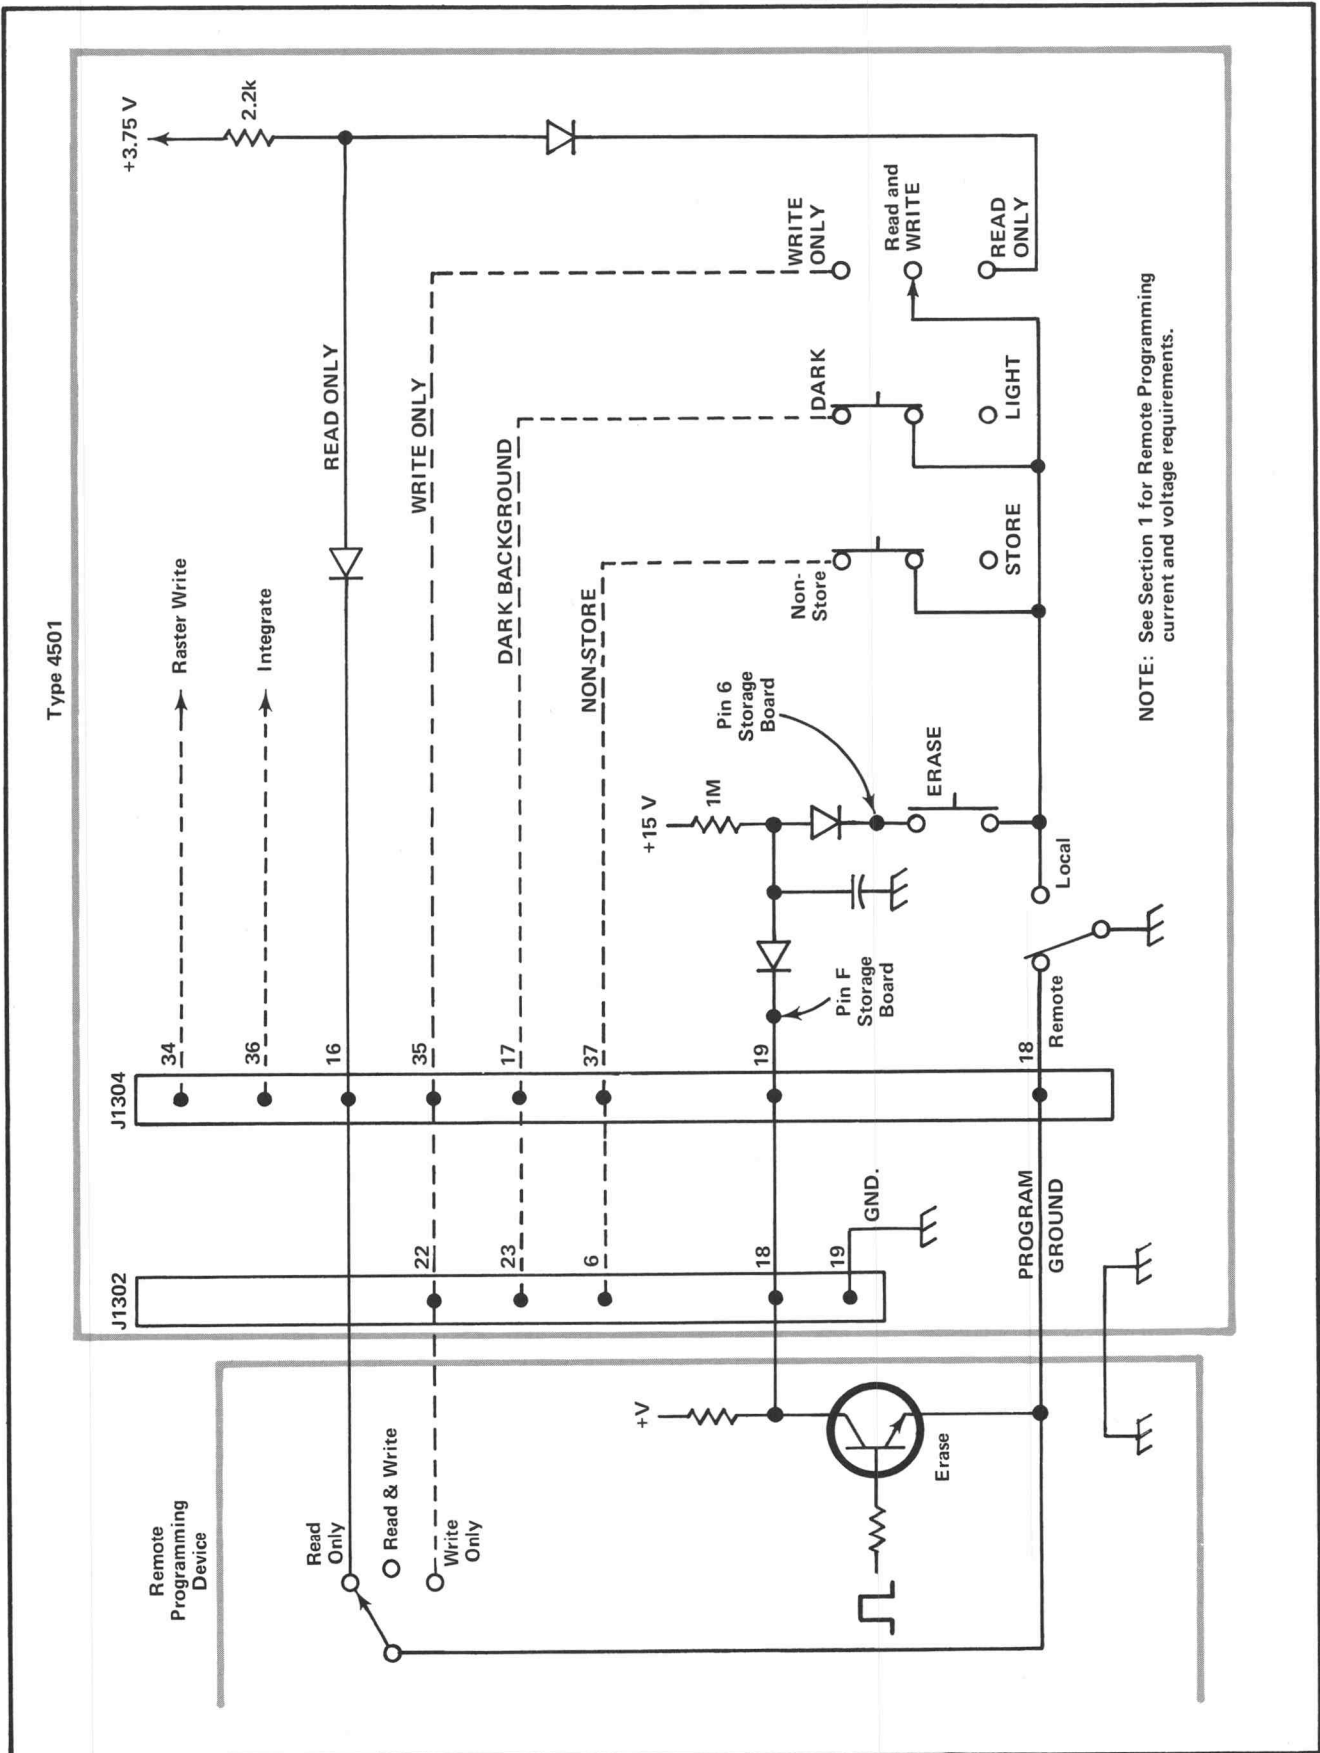 Type 4501
Remote
Programming
Device
J1302
J1304
+3.75 V
2.2k
34
Raster Write
36
Integrate
Read
Only
16
READ ONLY
Read & Write
Write
Only
22
35
WRITE ONLY
23
17
DARK BACKGROUND
6
37
NON-STORE
+V
18
19
+15 V
1M
Pin 6
Storage
Board
Pin F
Storage
Board
19
GND.
Erase
ERASE
Non-
Store
STORE
DARK
LIGHT
WRITE
ONLY
Read and
WRITE
READ
ONLY
PROGRAM
GROUND
18
Remote
Local
NOTE: See Section 1 for Remote Programming
current and voltage requirements.